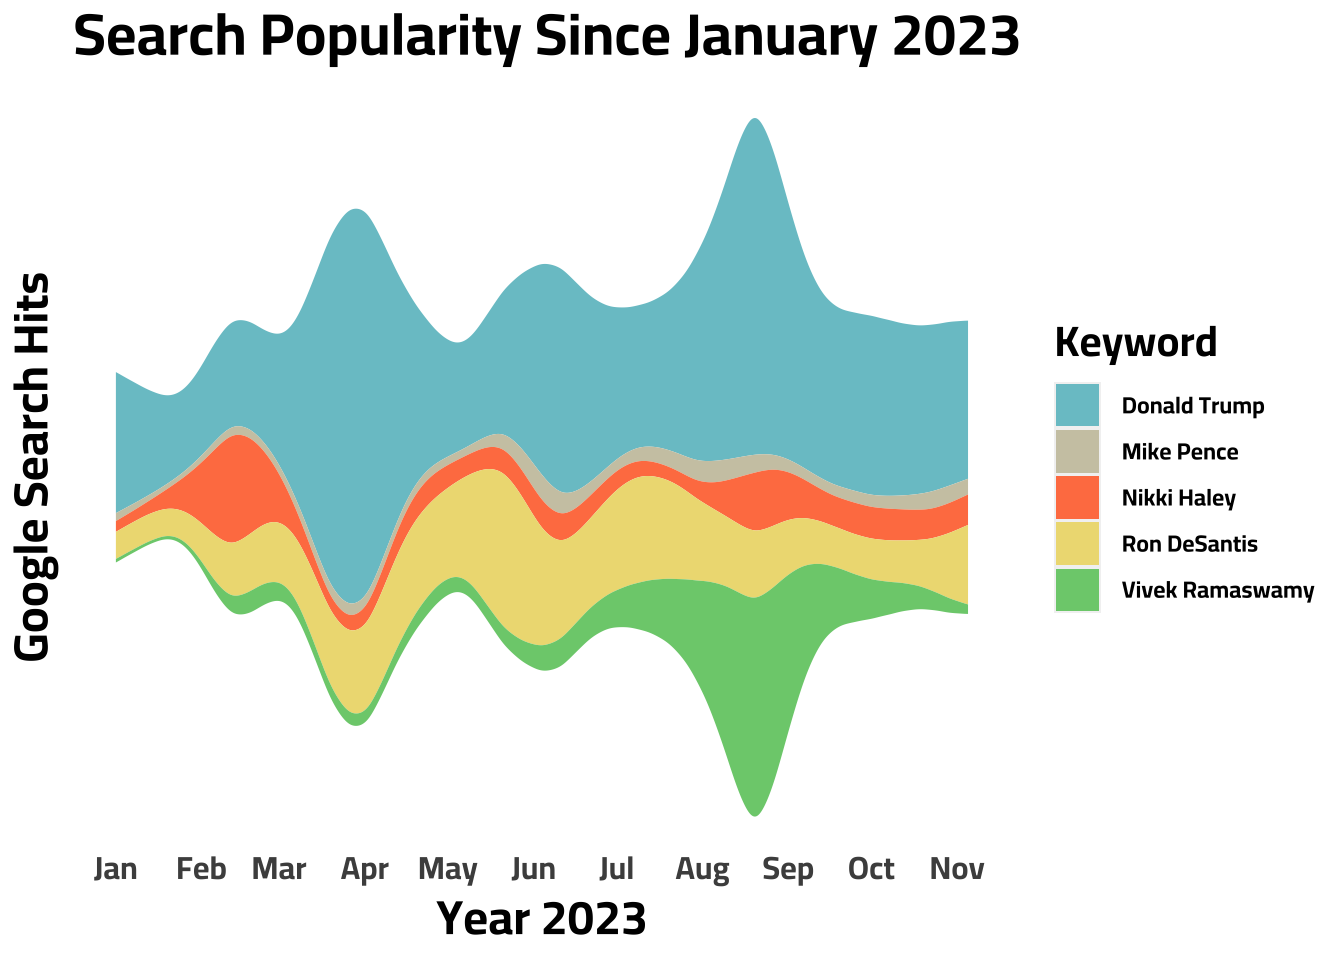 Search Popularity Since January 2023
Google Search Hits
Keyword
Donald Trump
Mike Pence
Nikki Haley
Ron DeSantis
Vivek Ramaswamy
Jan Feb Mar Apr May Jun Jul Aug Sep Oct Nov
Year 2023